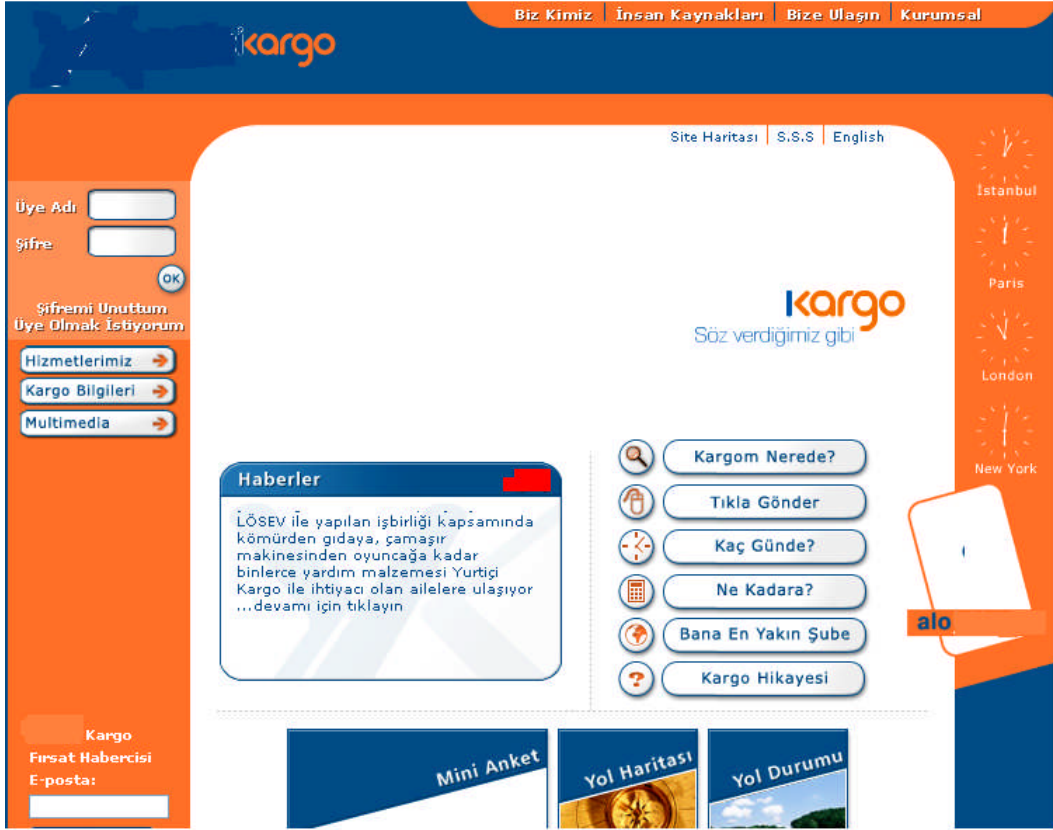 Biz Kimiz | İnsan Kaynakları | Bize Ulaşın | Kurumsal
kargo
Site Haritası | S.S.S | English
İstanbul
Üye Adı
Şifre
OK
Şifremi Unuttum
Üye Olmak İstiyorum
Paris
kargo
Söz verdiğimiz gibi
Hizmetlerimiz
Kargo Bilgileri
Multimedia
London
New York
Haberler
LÖSEV ile yapılan işbirliği kapsamında
kömürden gıdaya, çamaşır
makinesinden oyuncağa kadar
binlerce yardım malzemesi Yurtiçi
Kargo ile ihtiyacı olan ailelere ulaşıyor
...devamı için tıklayın
Kargom Nerede?
Tıkla Gönder
Kaç Günde?
Ne Kadara?
Bana En Yakın Şube
Kargo Hikayesi
alo
Kargo
Fırsat Habercisi
E-posta:
Mini Anket
Yol Haritası
Yol Durumu